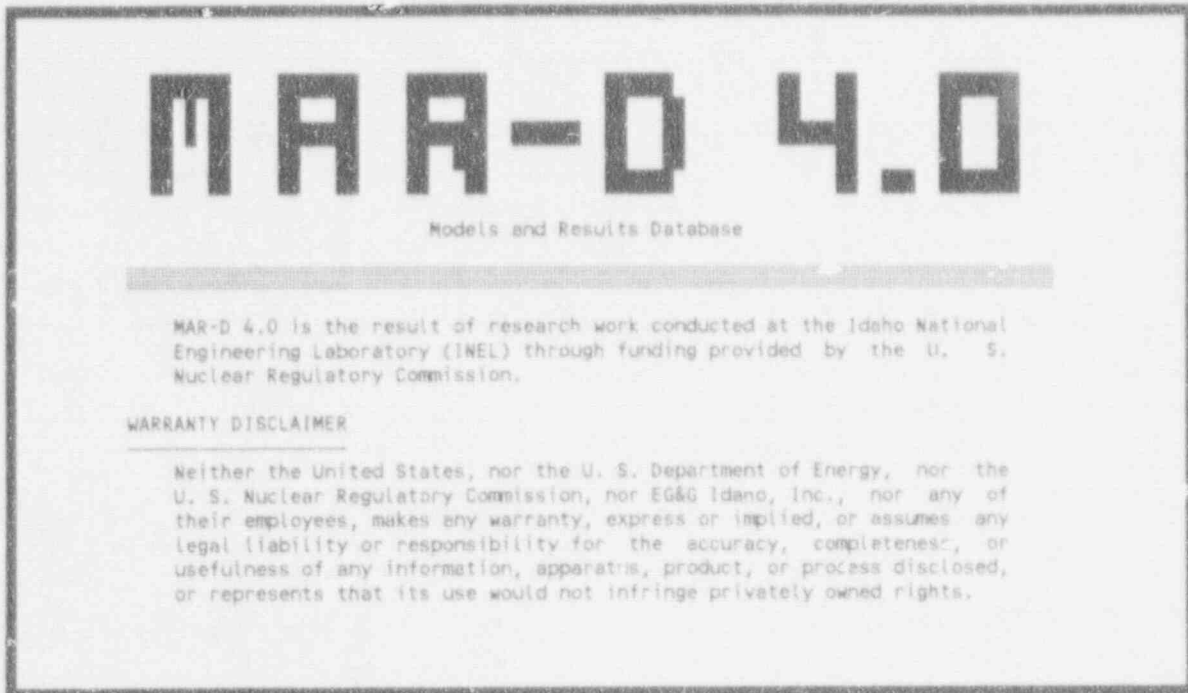 MAR-D 4.0
Models and Results Database
MAR-D 4.0 is the result of research work conducted at the Idaho National
Engineering Laboratory (INEL) through funding provided by the U. S.
Nuclear Regulatory Commission.
WARRANTY DISCLAIMER
Neither the United States, nor the U. S. Department of Energy, nor the
U. S. Nuclear Regulatory Commission, nor EG&G Idaho, Inc., nor any of
their employees, makes any warranty, express or implied, or assumes any
legal liability or responsibility for the accuracy, completeness, or
usefulness of any information, apparatus, product, or process disclosed,
or represents that its use would not infringe privately owned rights.